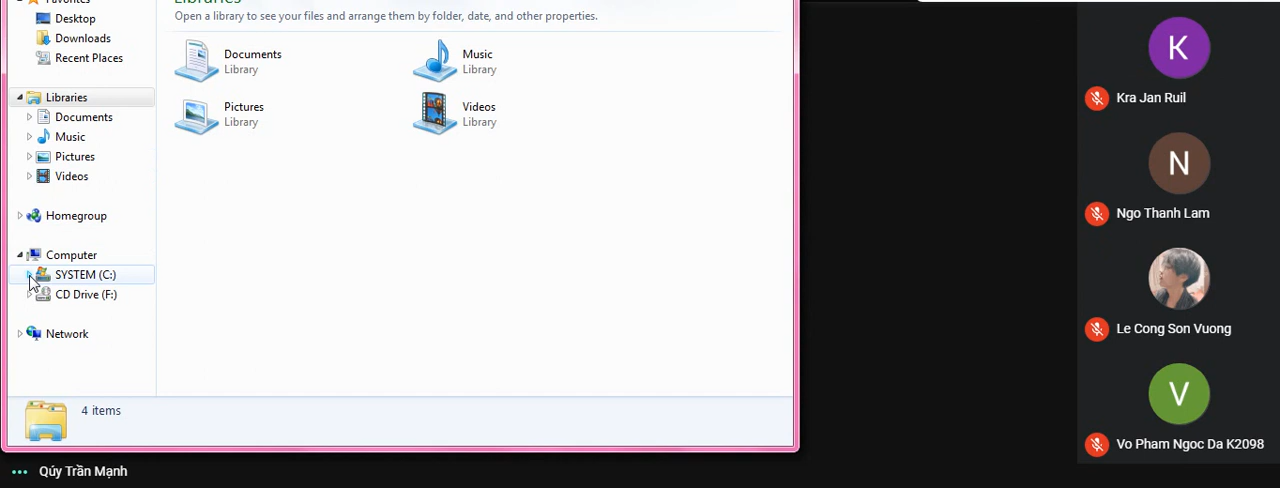 Favorites
Desktop
Downloads
Recent Places
Libraries
Documents
Music
Pictures
Videos
Homegroup
Computer
SYSTEM (C:)
CD Drive (F:)
Network
Libraries
Open a library to see your files and arrange them by folder, date, and other properties.
Documents
Library
Music
Library
Pictures
Library
Videos
Library
4 items
Qúy Trần Mạnh
K
Kra Jan Ruil
N
Ngo Thanh Lam
Le Cong Son Vuong
V
Vo Pham Ngoc Da K2098